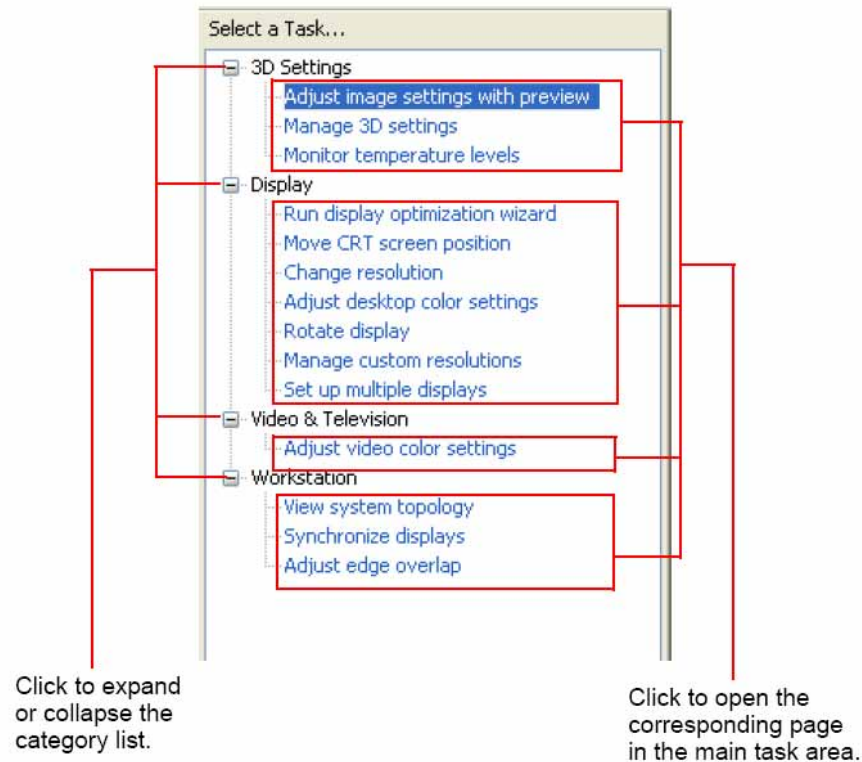 Select a Task...
3D Settings
Adjust image settings with preview
Manage 3D settings
Monitor temperature levels
Display
Run display optimization wizard
Move CRT screen position
Change resolution
Adjust desktop color settings
Rotate display
Manage custom resolutions
Set up multiple displays
Video & Television
Adjust video color settings
Workstation
View system topology
Synchronize displays
Adjust edge overlap
Click to expand
or collapse the
category list.
Click to open the
corresponding page
in the main task area.